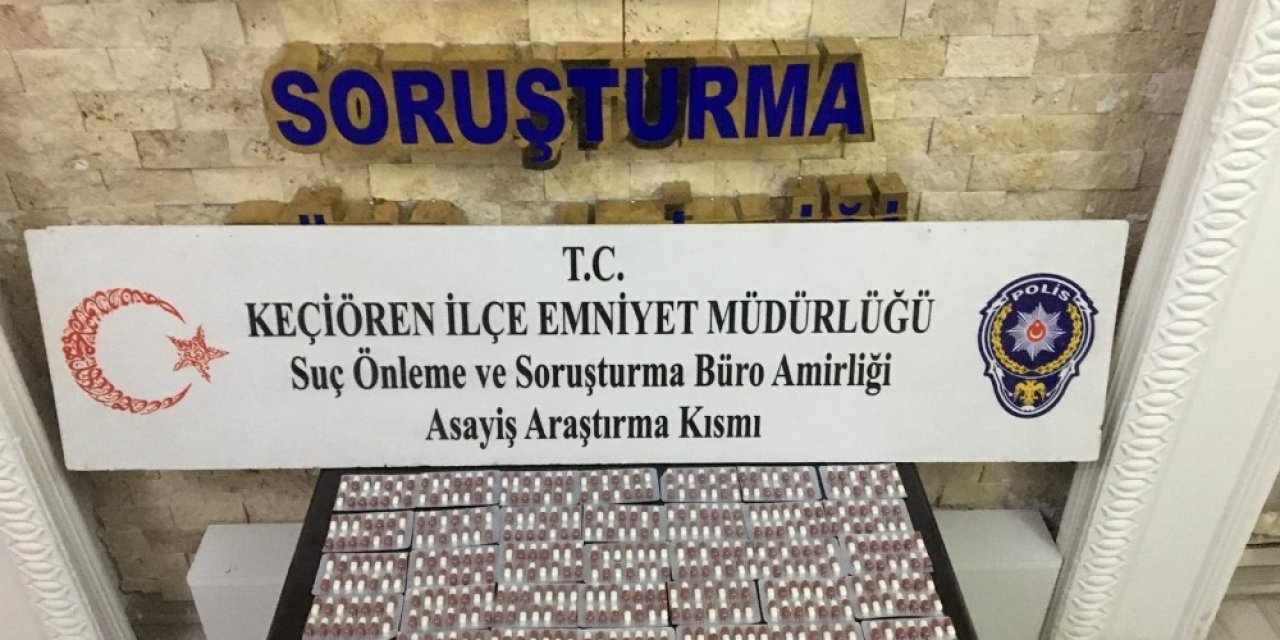 SORUŞTURMA
T.C.
KEÇİÖREN İLÇE EMNİYET MÜDÜRLÜĞÜ
Suç Önleme ve Soruşturma Büro Amirliği
Asayiş Araştırma Kısmı
POLİS